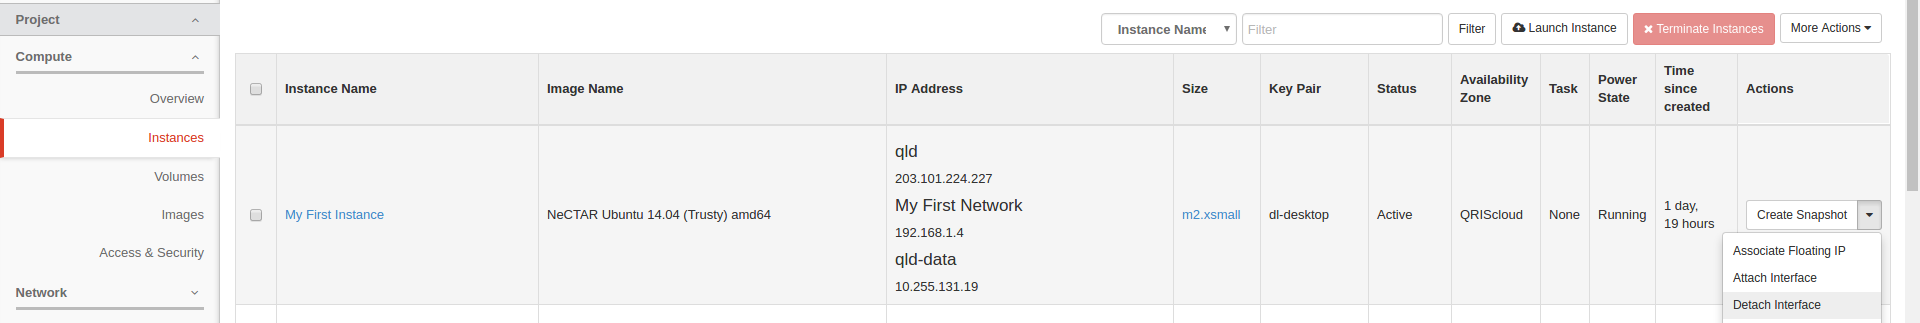 Project
Compute
Overview
Instances
Volumes
Images
Access & Security
Network
Instance Name
Filter
Filter
Launch Instance
Terminate Instances
More Actions
Instance Name
Image Name
IP Address
Size
Key Pair
Status
Availability
Zone
Task
Power
State
Time
since
created
Actions
My First Instance
NeCTAR Ubuntu 14.04 (Trusty) amd64
qld
203.101.224.227
My First Network
192.168.1.4
qld-data
10.255.131.19
m2.xsmall
dl-desktop
Active
QRIScloud
None
Running
1 day,
19 hours
Create Snapshot
Associate Floating IP
Attach Interface
Detach Interface